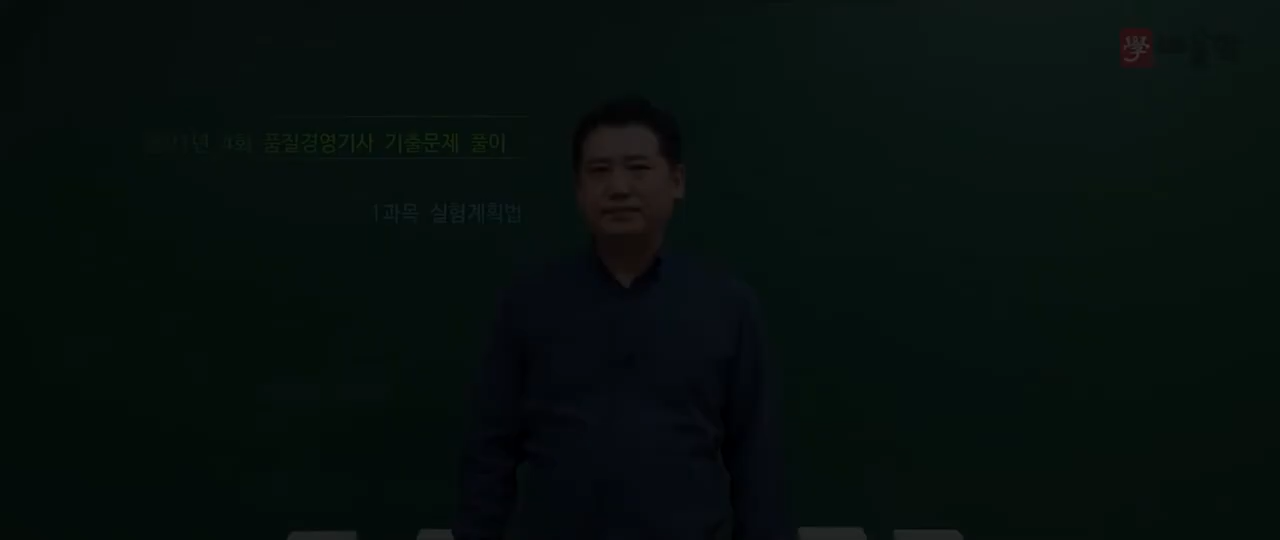 품질경영기사 기출문제 풀이
1과목 실험계획법
學